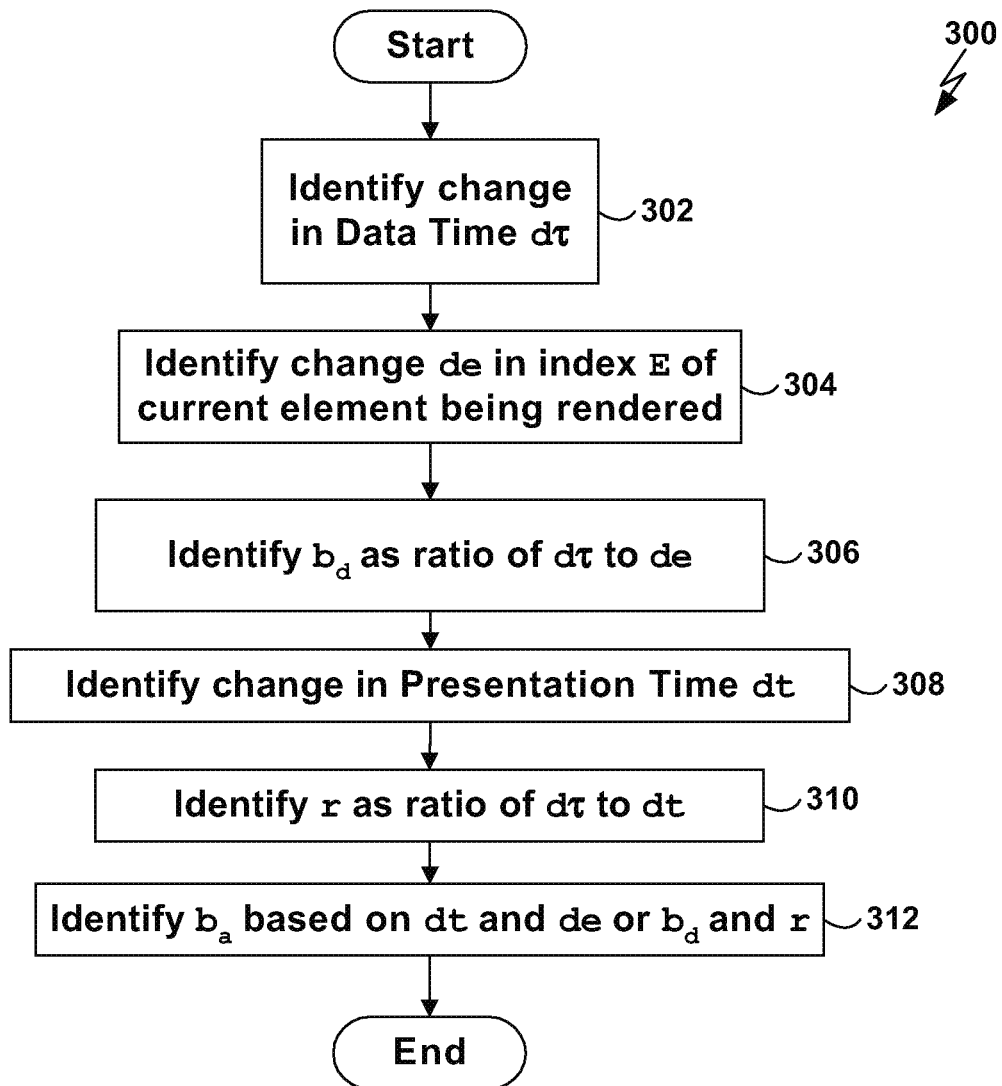 Start
300
Identify change
in Data Time dτ
302
Identify change de in index E of
current element being rendered
304
Identify b_d as ratio of dτ to de
306
Identify change in Presentation Time dt
308
Identify r as ratio of dτ to dt
310
Identify b_a based on dt and de or b_d and r
312
End